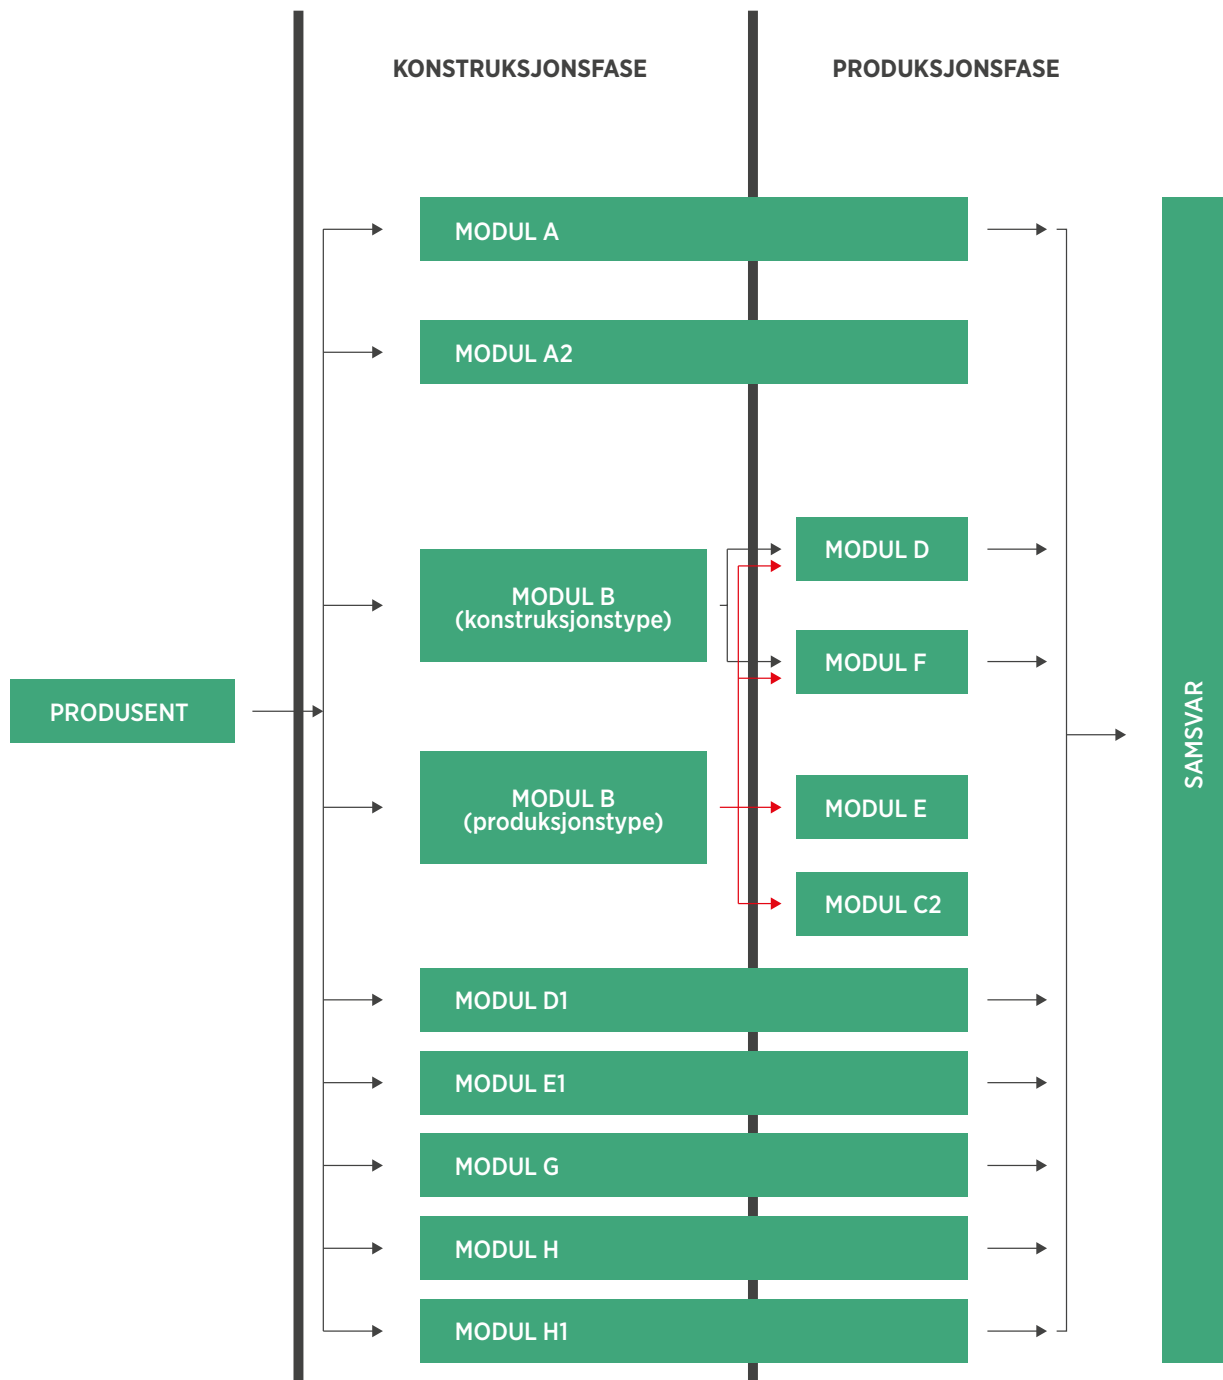 KONSTRUKSJONSFASE
PRODUKSJONSFASE
MODUL A
MODUL A2
MODUL B
(konstruksjonstype)
MODUL D
MODUL F
PRODUSENT
MODUL B
(produksjonstype)
MODUL E
MODUL C2
MODUL D1
MODUL E1
MODUL G
MODUL H
MODUL H1
SAMSVAR